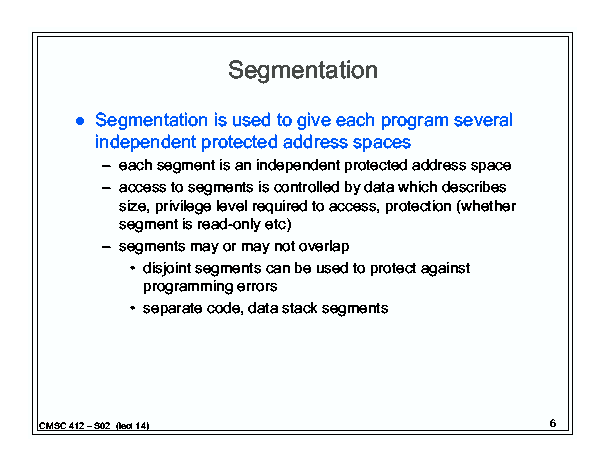 Segmentation
● Segmentation is used to give each program several
independent protected address spaces
– each segment is an independent protected address space
– access to segments is controlled by data which describes
size, privilege level required to access, protection (whether
segment is read-only etc)
– segments may or may not overlap
• disjoint segments can be used to protect against
programming errors
• separate code, data stack segments
CMSC 412 – S02 (lect 14)
6